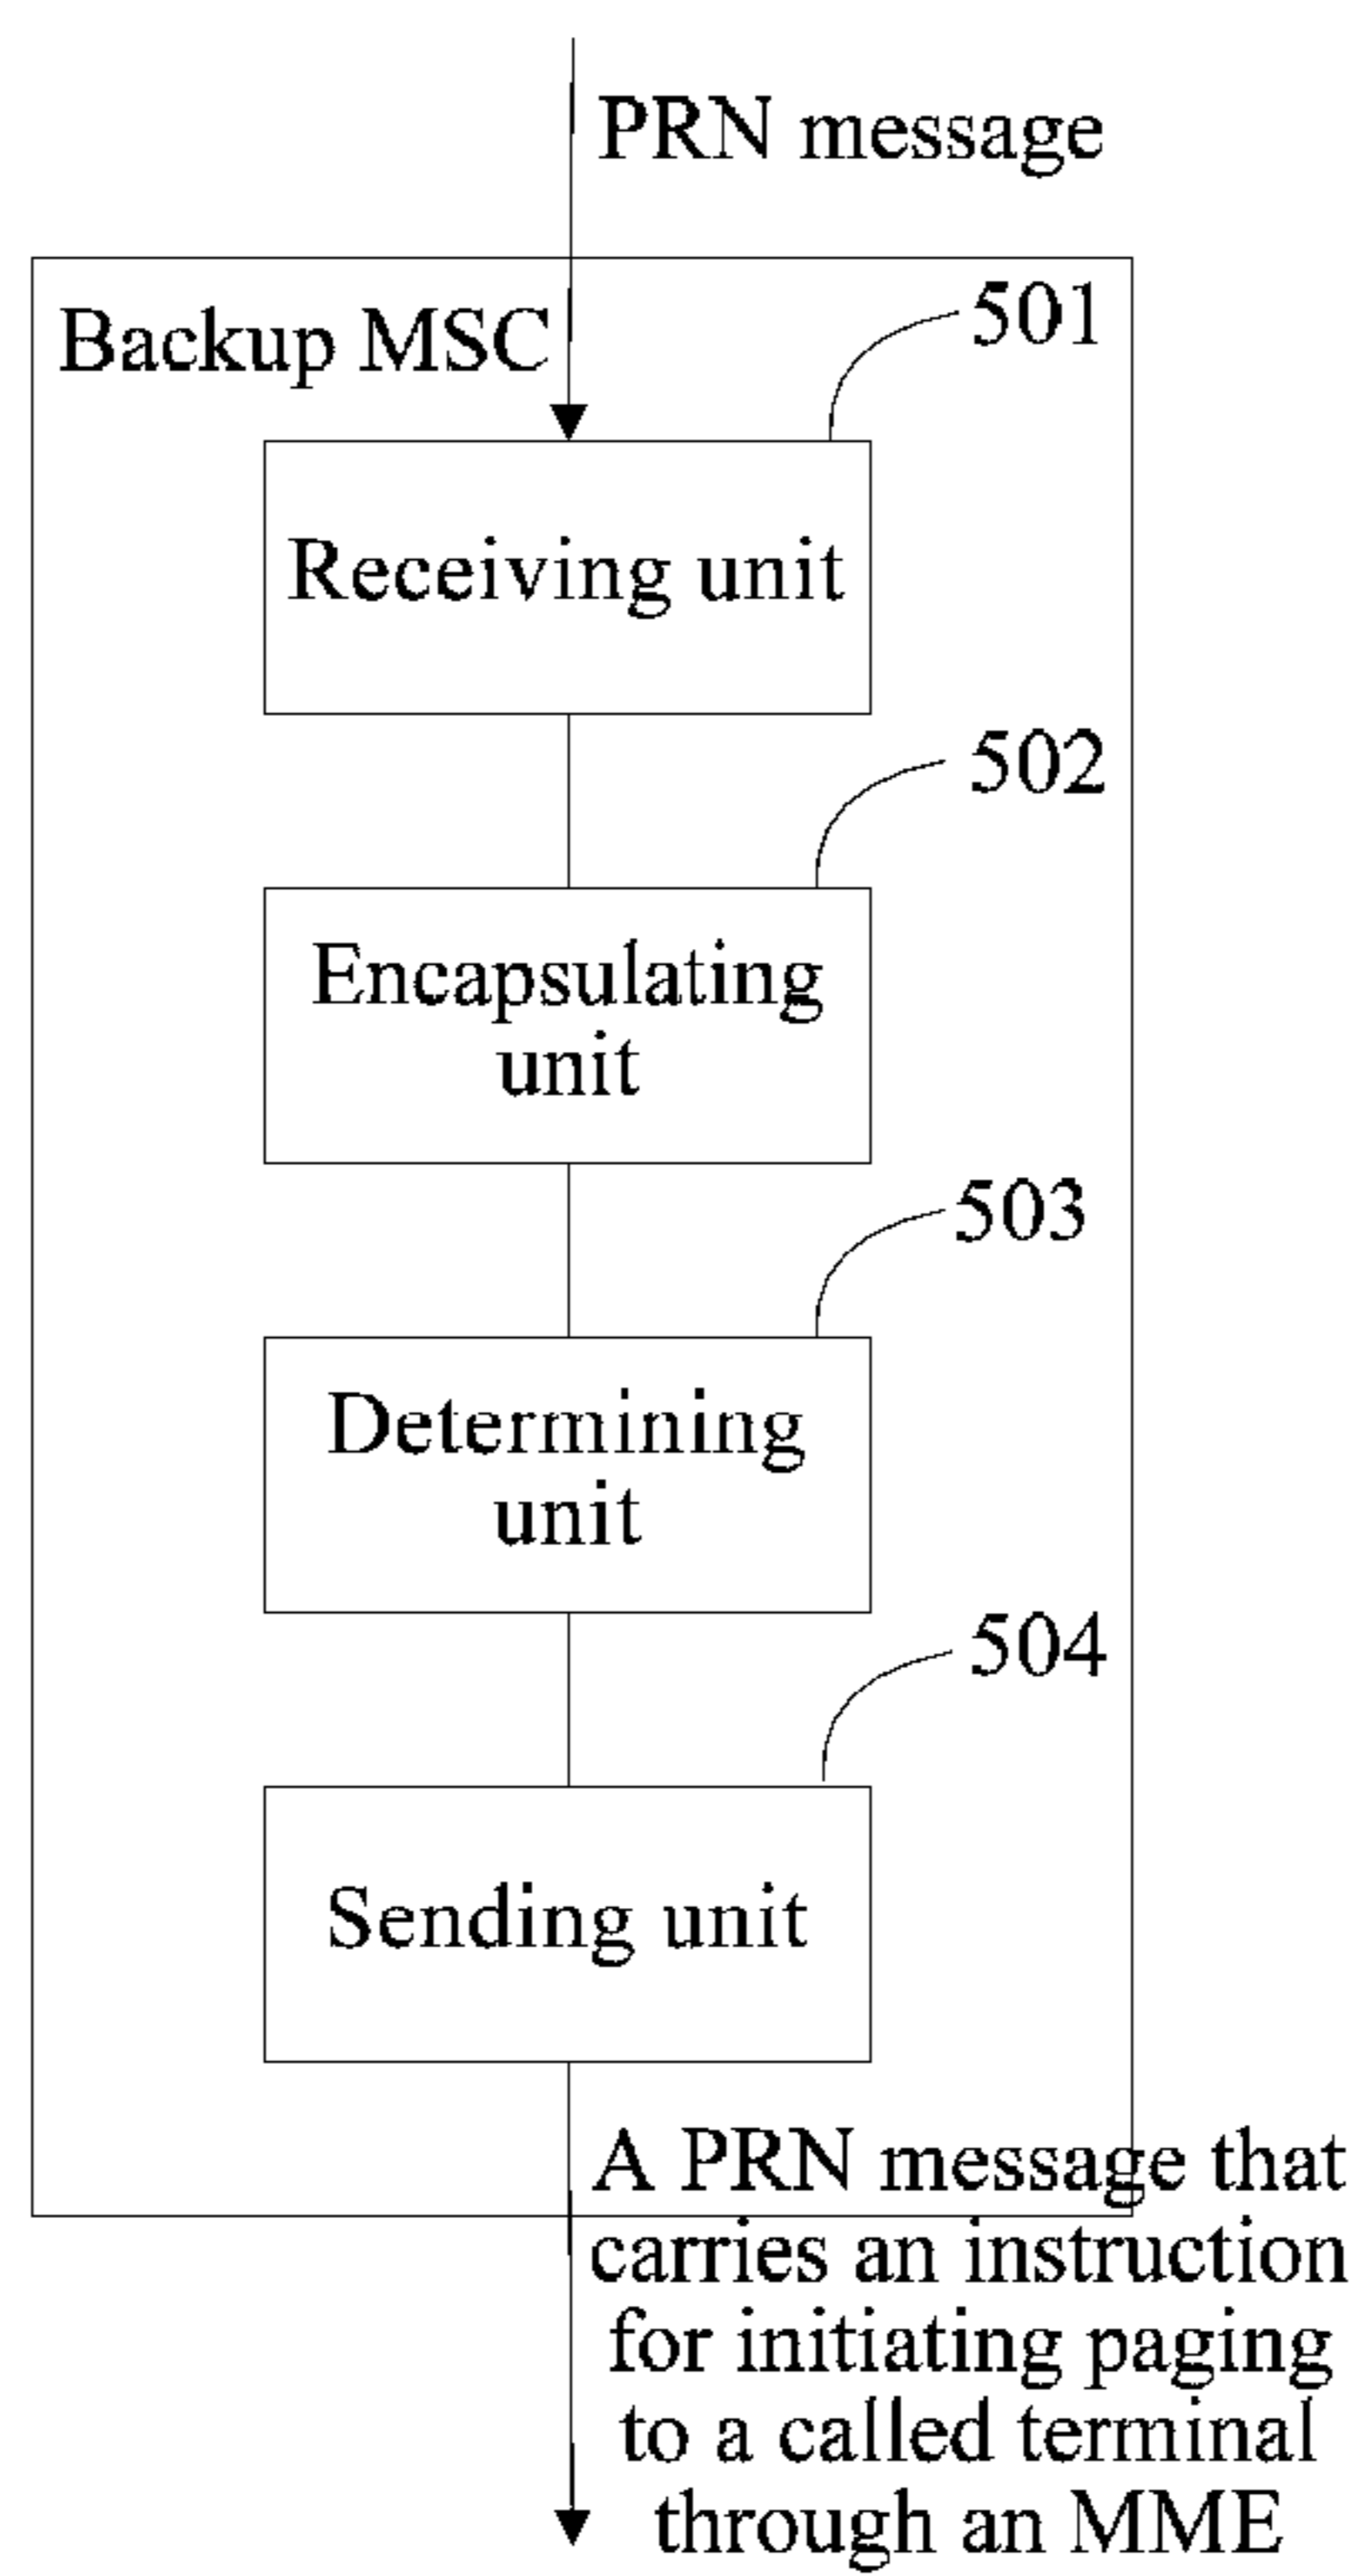 PRN message
Backup MSC
501
Receiving unit
502
Encapsulating
unit
503
Determining
unit
504
Sending unit
A PRN message that
carries an instruction
for initiating paging
to a called terminal
through an MME